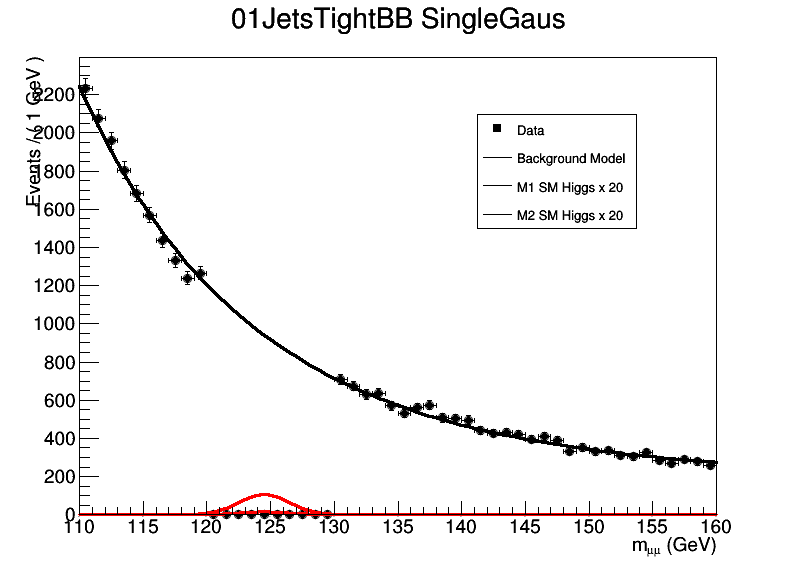 01JetsTightBB SingleGaus
Events / ( 1 GeV )
2200
2000
1800
1600
1400
1200
1000
800
600
400
200
0
Data
Background Model
M1 SM Higgs x 20
M2 SM Higgs x 20
110 115 120 125 130 135 140 145 150 155 160
mμμ (GeV)